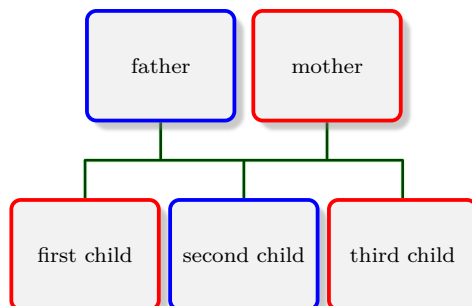 father
mother
first child
second child
third child